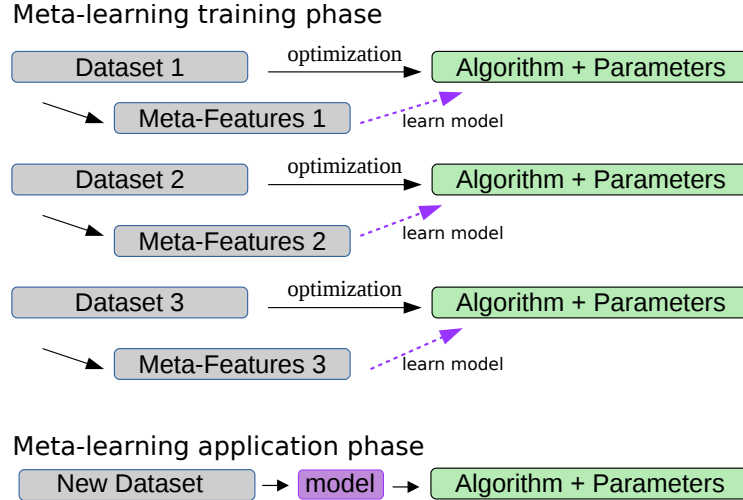 Meta-learning training phase
Dataset 1
optimization
Algorithm + Parameters
Meta-Features 1
learn model
Dataset 2
optimization
Algorithm + Parameters
Meta-Features 2
learn model
Dataset 3
optimization
Algorithm + Parameters
Meta-Features 3
learn model
Meta-learning application phase
New Dataset
model
Algorithm + Parameters